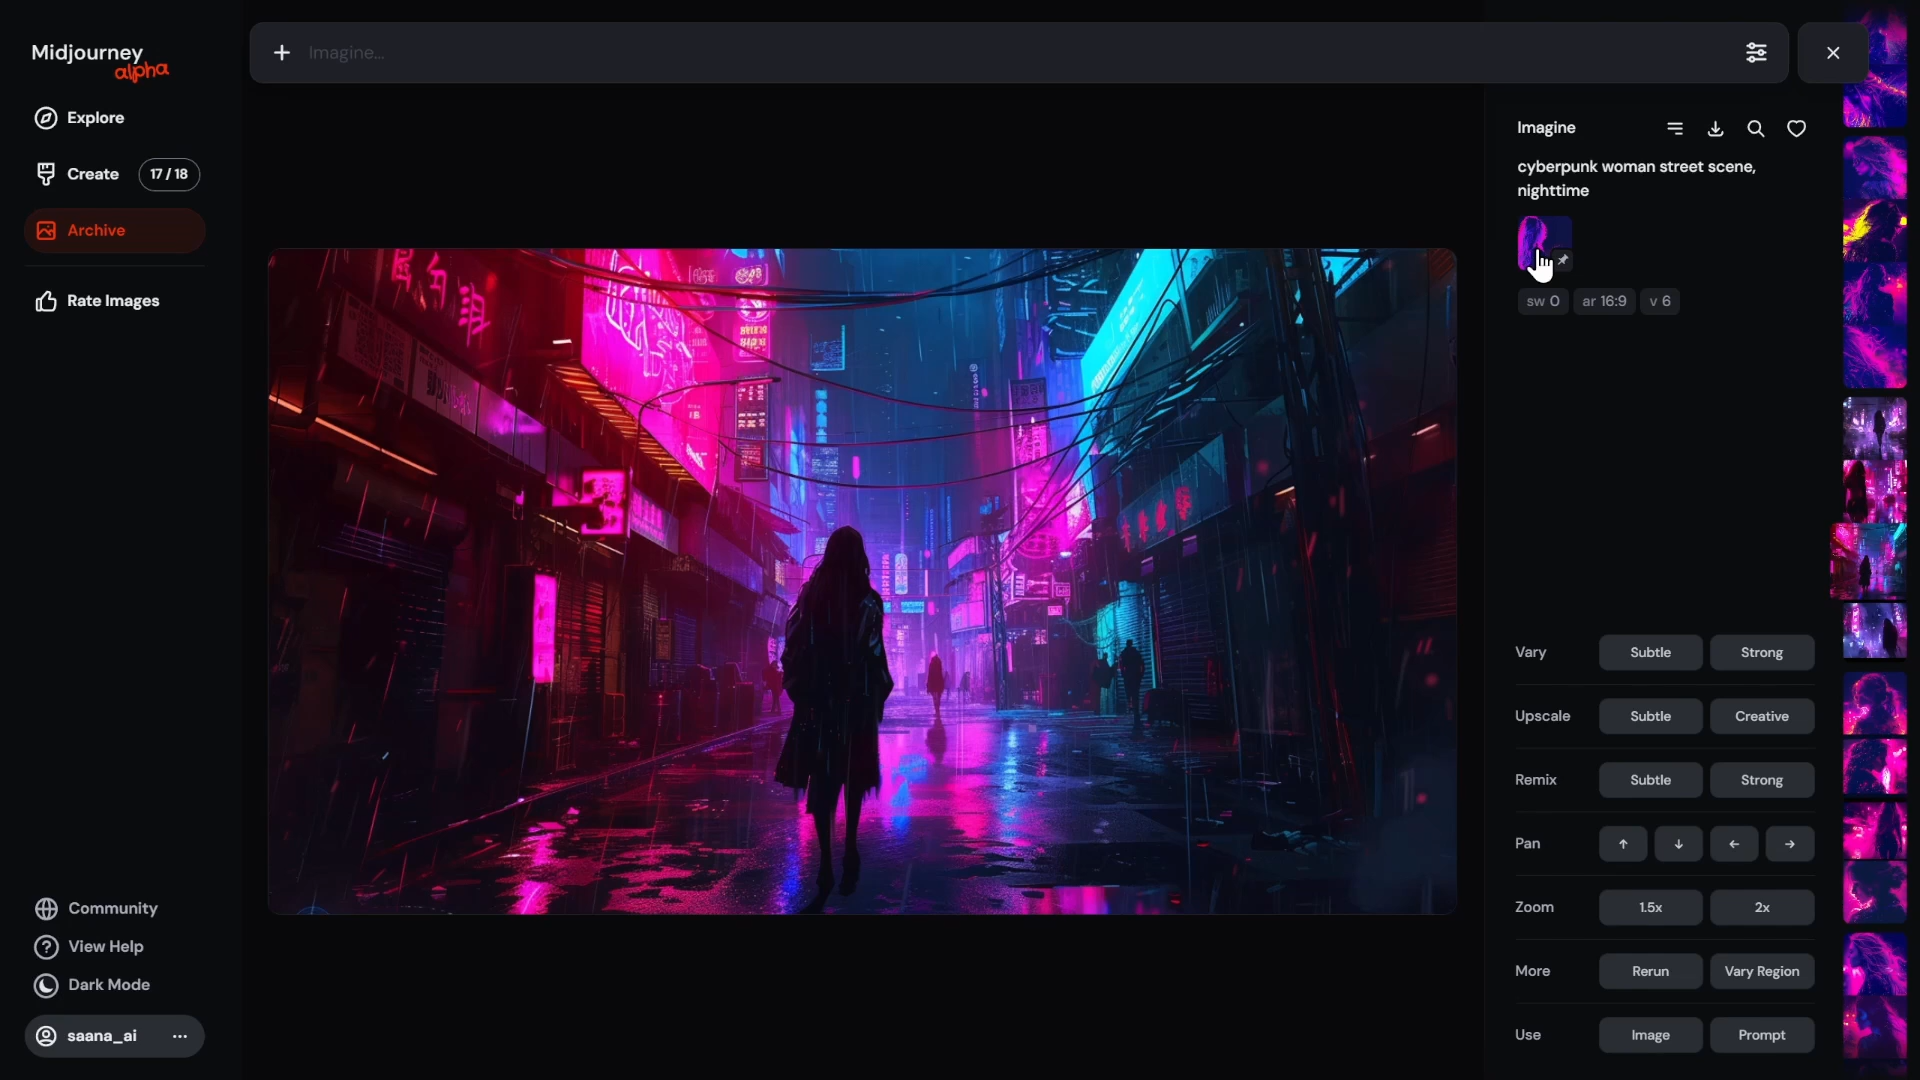 Midjourney
alpha
Imagine...
Explore
Create
17 / 18
Archive
Rate Images
Imagine
cyberpunk woman street scene,
nighttime
sw 0
ar 16:9
v 6
Vary
Subtle
Strong
Upscale
Subtle
Creative
Remix
Subtle
Strong
Pan
Zoom
1.5x
2x
More
Rerun
Vary Region
Use
Image
Prompt
Community
View Help
Dark Mode
saana_ai